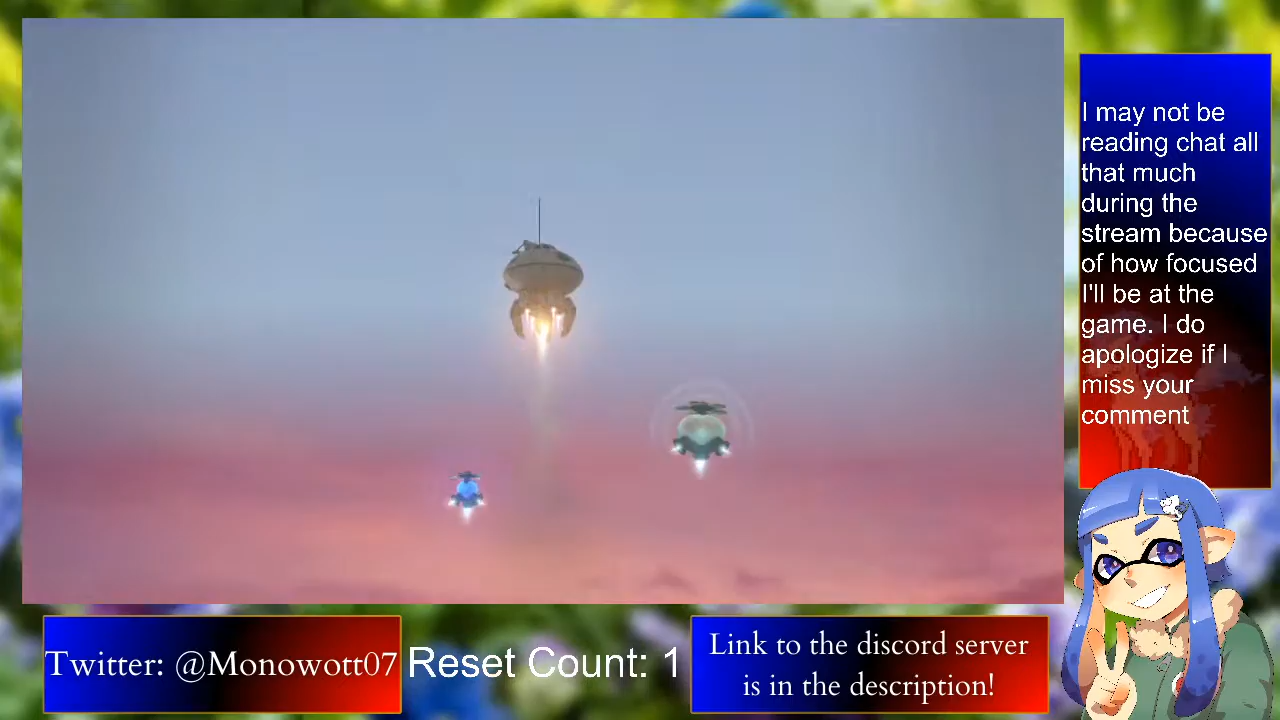 I may not be
reading chat all
that much
during the
stream because
of how focused
I'll be at the
game. I do
apologize if I
miss your
comment
Twitter: @Monowott07
Reset Count: 1
Link to the discord server
is in the description!